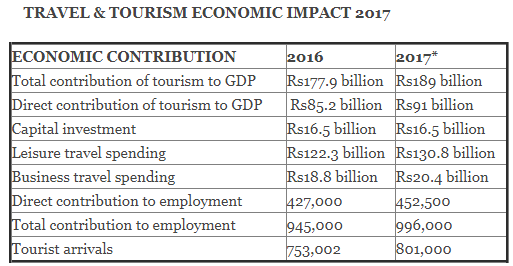 TRAVEL & TOURISM ECONOMIC IMPACT 2017
ECONOMIC CONTRIBUTION 2016 2017*
Total contribution of tourism to GDP Rs177.9 billion Rs189 billion
Direct contribution of tourism to GDP Rs85.2 billion Rs91 billion
Capital investment Rs16.5 billion Rs16.5 billion
Leisure travel spending Rs122.3 billion Rs130.8 billion
Business travel spending Rs18.8 billion Rs20.4 billion
Direct contribution to employment 427,000 452,500
Total contribution to employment 945,000 996,000
Tourist arrivals 753,002 801,000